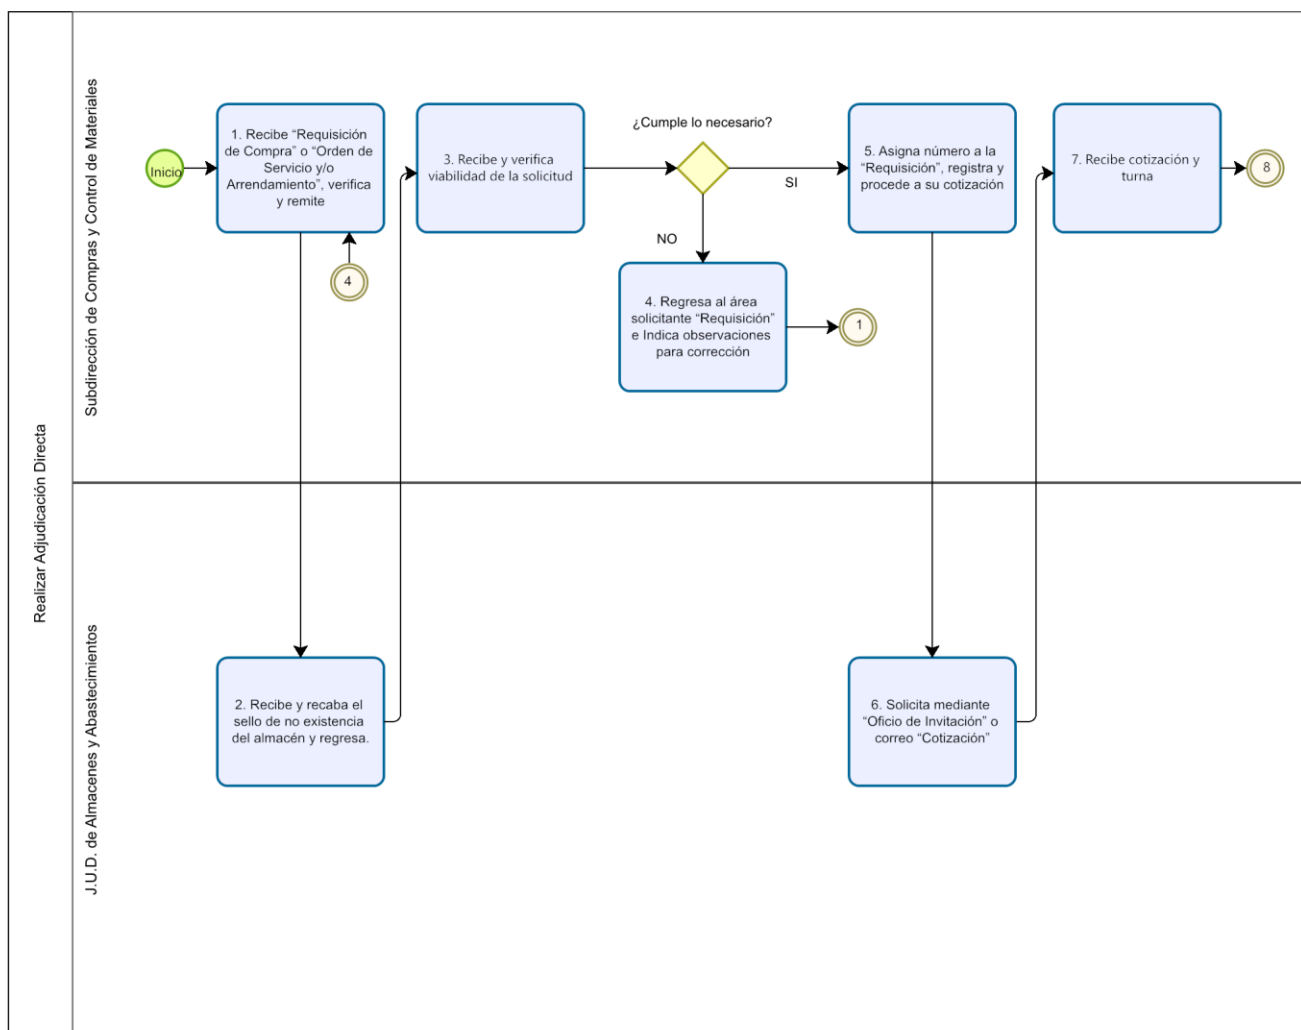 Realizar Adjudicación Directa
Subdirección de Compras y Control de Materiales
Inicio
1. Recibe “Requisición
de Compra” o “Orden de
Servicio y/o
Arrendamiento”, verifica
y remite
4
3. Recibe y verifica
viabilidad de la solicitud
¿Cumple lo necesario?
SI
NO
4. Regresa al área
solicitante “Requisición”
e Indica observaciones
para corrección
1
5. Asigna número a la
“Requisición”, registra y
procede a su cotización
7. Recibe cotización y
turna
8
J.U.D. de Almacenes y Abastecimientos
2. Recibe y recaba el
sello de no existencia
del almacén y regresa.
6. Solicita mediante
“Oficio de Invitación” o
correo “Cotización”